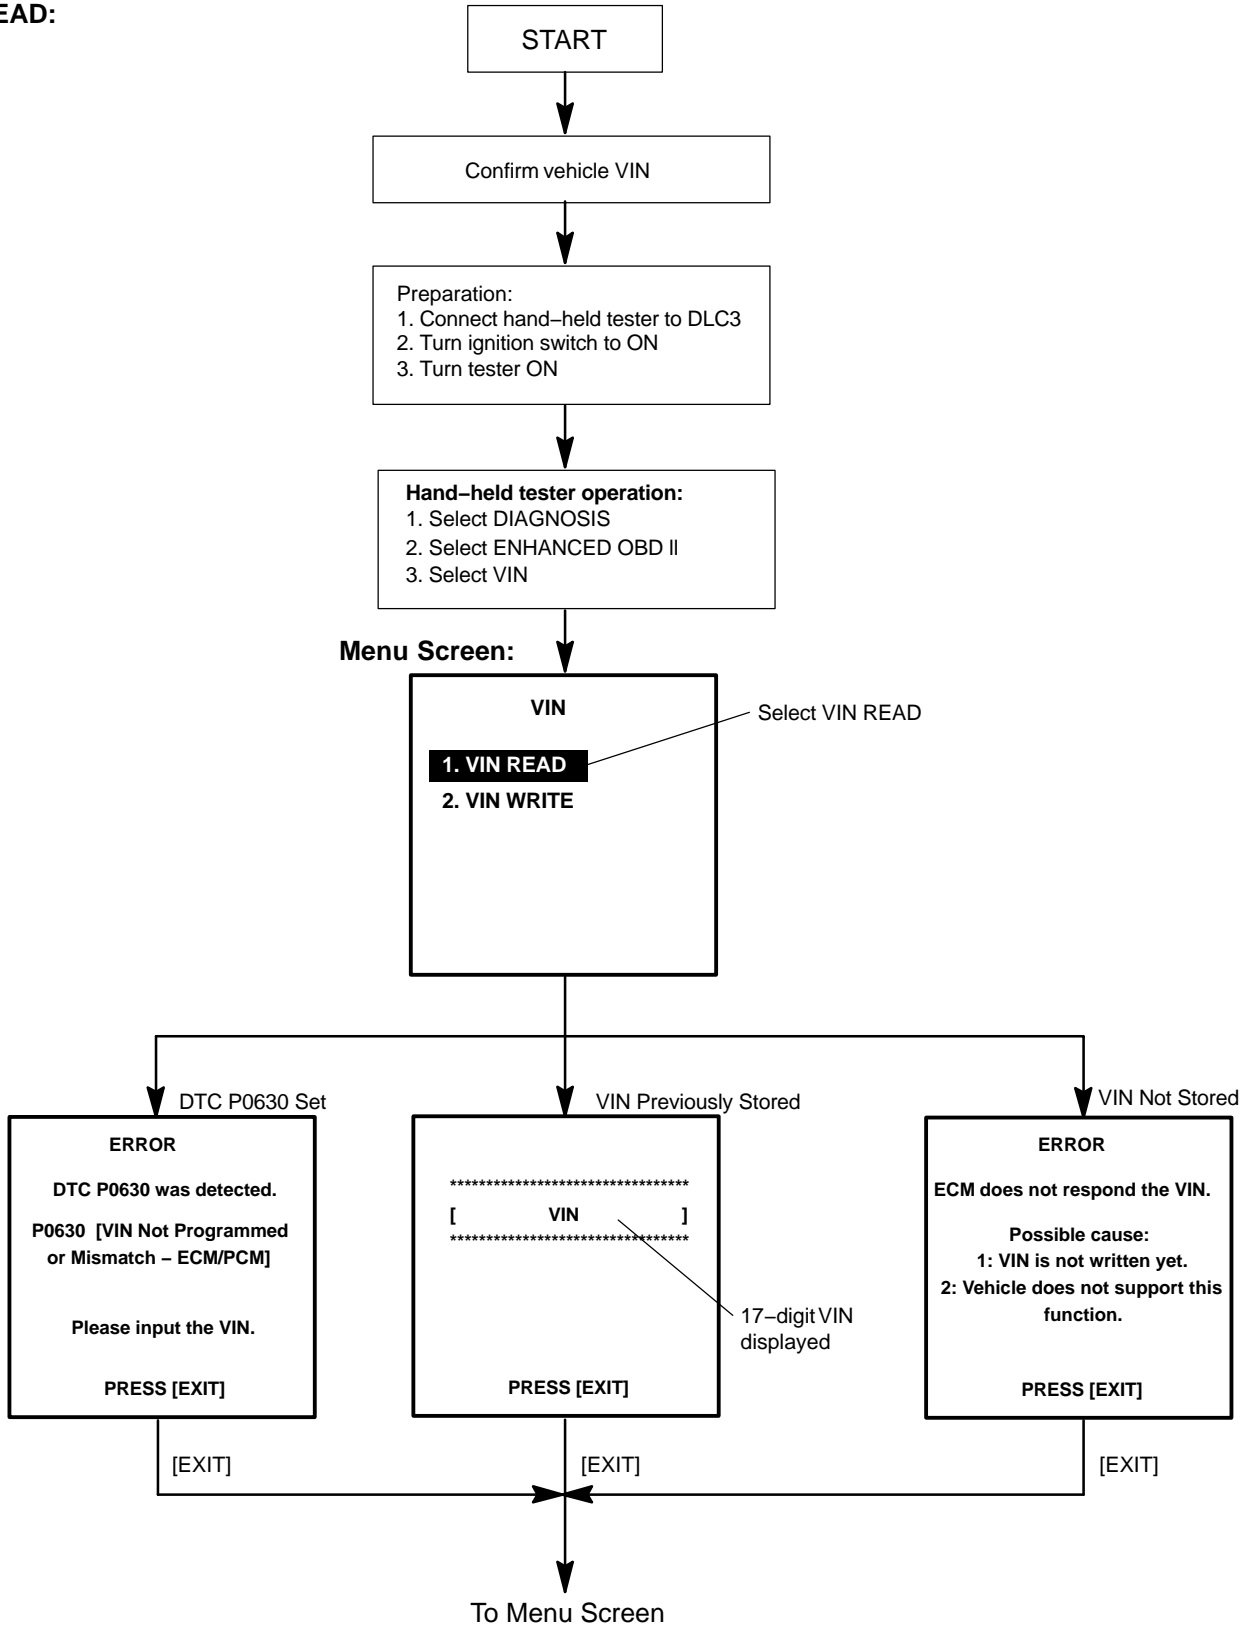 EAD:
START
Confirm vehicle VIN
Preparation:
1. Connect hand−held tester to DLC3
2. Turn ignition switch to ON
3. Turn tester ON
Hand−held tester operation:
1. Select DIAGNOSIS
2. Select ENHANCED OBD II
3. Select VIN
Menu Screen:
VIN
Select VIN READ
1. VIN READ
2. VIN WRITE
DTC P0630 Set
ERROR
DTC P0630 was detected.
P0630 [VIN Not Programmed
or Mismatch − ECM/PCM]
Please input the VIN.
PRESS [EXIT]
[EXIT]
VIN Previously Stored
*********************************
[ VIN ]
*********************************
17−digit VIN
displayed
PRESS [EXIT]
[EXIT]
VIN Not Stored
ERROR
ECM does not respond the VIN.
Possible cause:
1: VIN is not written yet.
2: Vehicle does not support this
function.
PRESS [EXIT]
[EXIT]
To Menu Screen